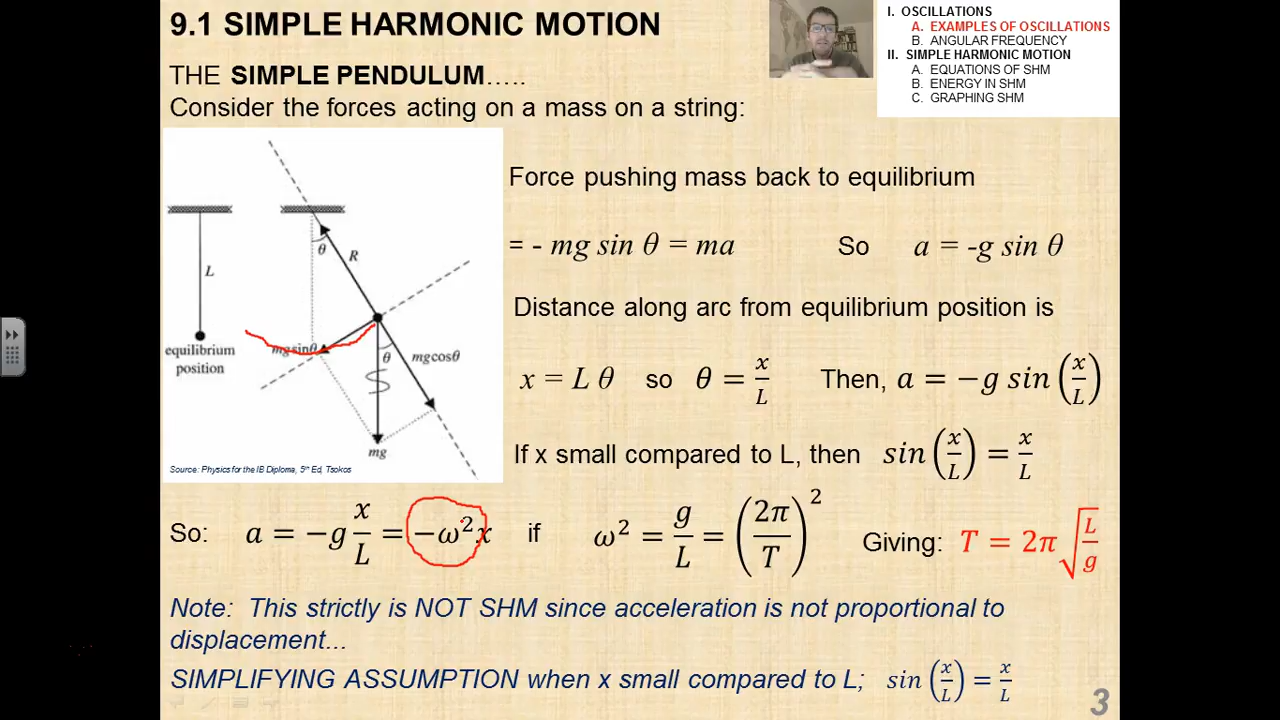 9.1 SIMPLE HARMONIC MOTION
I. OSCILLATIONS
A. EXAMPLES OF OSCILLATIONS
B. ANGULAR FREQUENCY
II. SIMPLE HARMONIC MOTION
A. EQUATIONS OF SHM
B. ENERGY IN SHM
C. GRAPHING SHM
THE SIMPLE PENDULUM…..
Consider the forces acting on a mass on a string:
L
equilibrium
position
θ
R
mg sinθ
θ
mg cosθ
mg
Source: Physics for the IB Diploma, 5th Ed, Tsokos
Force pushing mass back to equilibrium
= - mg sin θ = ma So a = -g sin θ
Distance along arc from equilibrium position is
x = L θ so θ = x/L Then, a = −g sin(x/L)
If x small compared to L, then sin(x/L) = x/L
So: a = −g x/L = −ω²x if ω² = g/L = (2π/T)² Giving: T = 2π√(L/g)
Note: This strictly is NOT SHM since acceleration is not proportional to
displacement...
SIMPLIFYING ASSUMPTION when x small compared to L; sin(x/L) = x/L
3